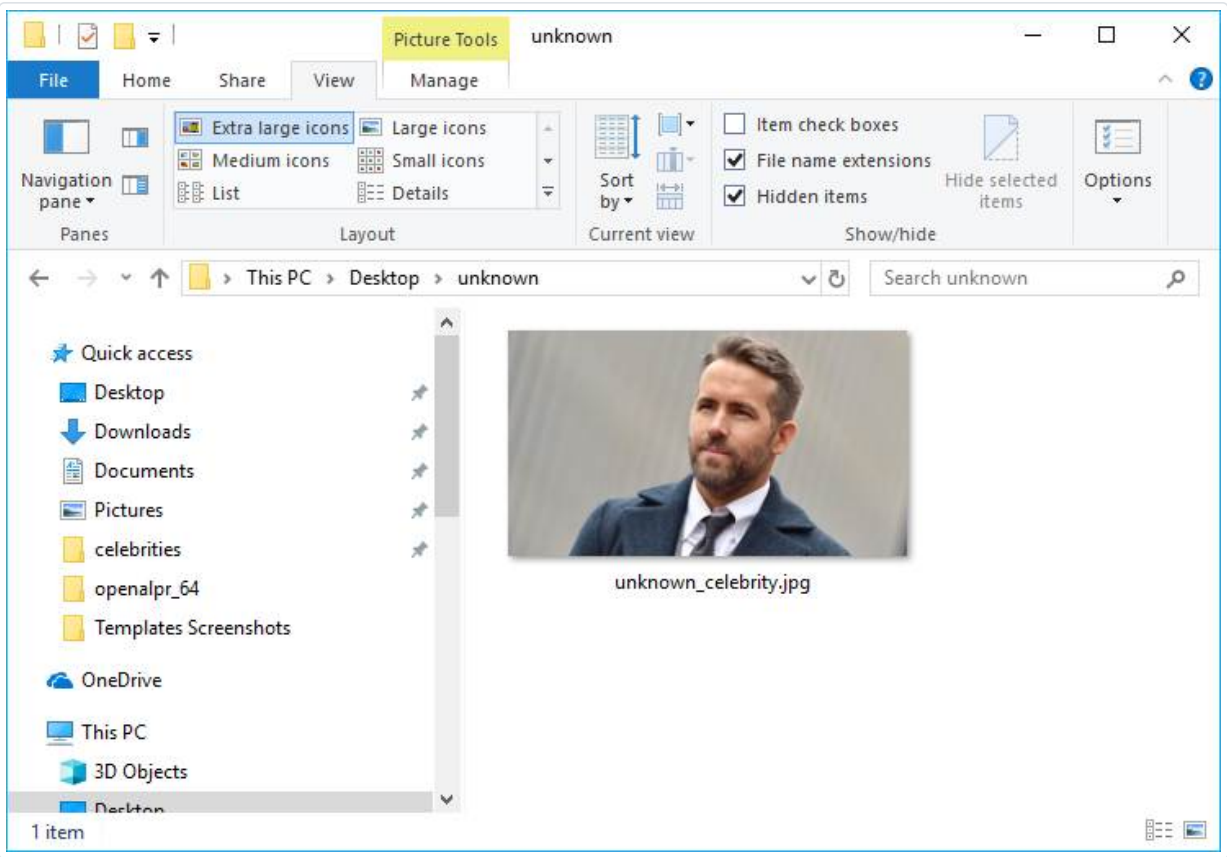 Picture Tools
unknown
File
Home
Share
View
Manage
Navigation pane
Extra large icons
Large icons
Medium icons
Small icons
List
Details
Sort by
Item check boxes
File name extensions
Hidden items
Hide selected items
Options
Panes
Layout
Current view
Show/hide
This PC
Desktop
unknown
Search unknown
Quick access
Desktop
Downloads
Documents
Pictures
celebrities
openalpr_64
Templates Screenshots
OneDrive
This PC
3D Objects
Desktop
unknown_celebrity.jpg
1 item